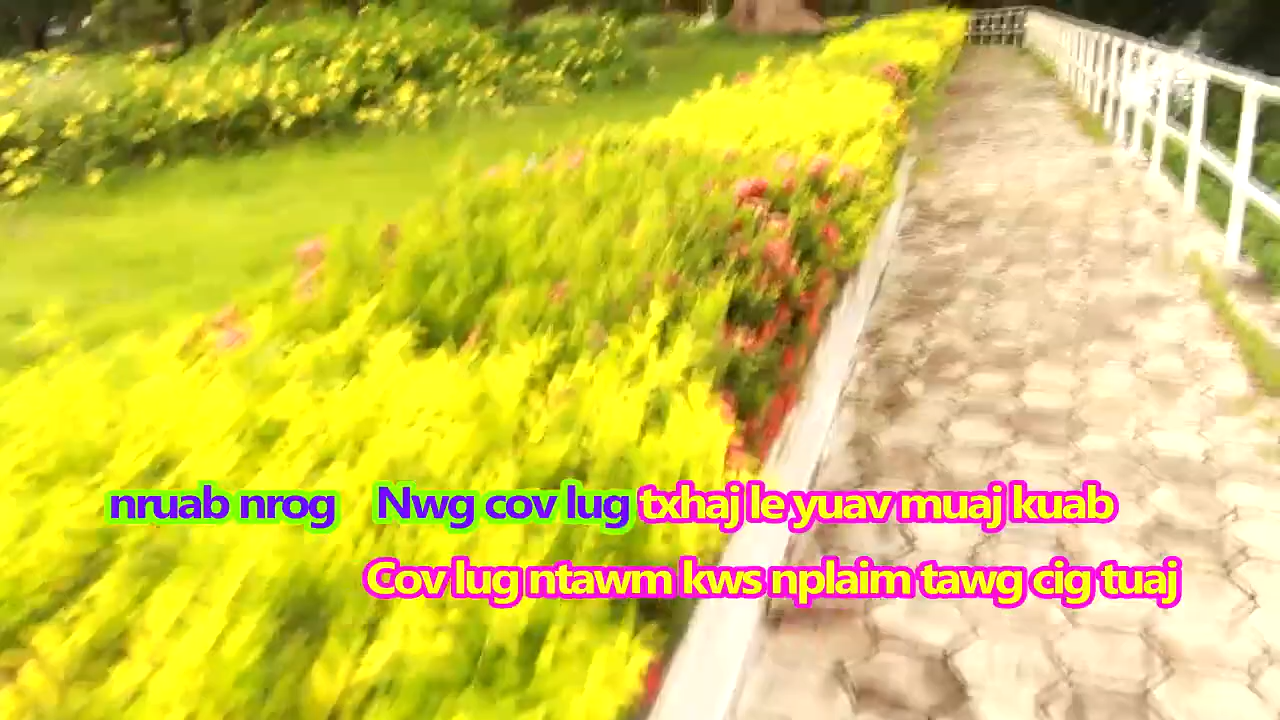 nruab nrog Nwg cov lug txhaj le yuav muaj kuab
Cov lug ntawm kws nplaim tawg cig tuaj